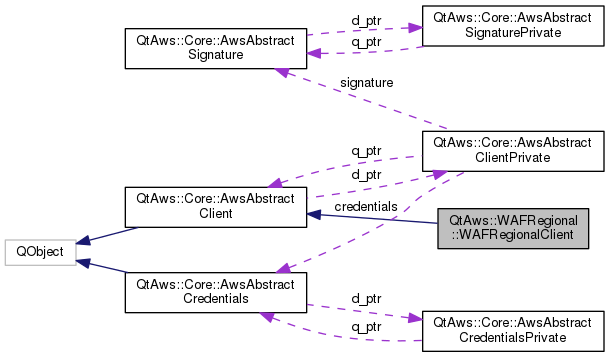 QtAws::Core::AwsAbstract
SignaturePrivate
d_ptr
q_ptr
QtAws::Core::AwsAbstract
Signature
signature
QtAws::Core::AwsAbstract
ClientPrivate
q_ptr
d_ptr
QtAws::Core::AwsAbstract
Client
credentials
QtAws::WAFRegional
::WAFRegionalClient
QObject
QtAws::Core::AwsAbstract
Credentials
d_ptr
q_ptr
QtAws::Core::AwsAbstract
CredentialsPrivate